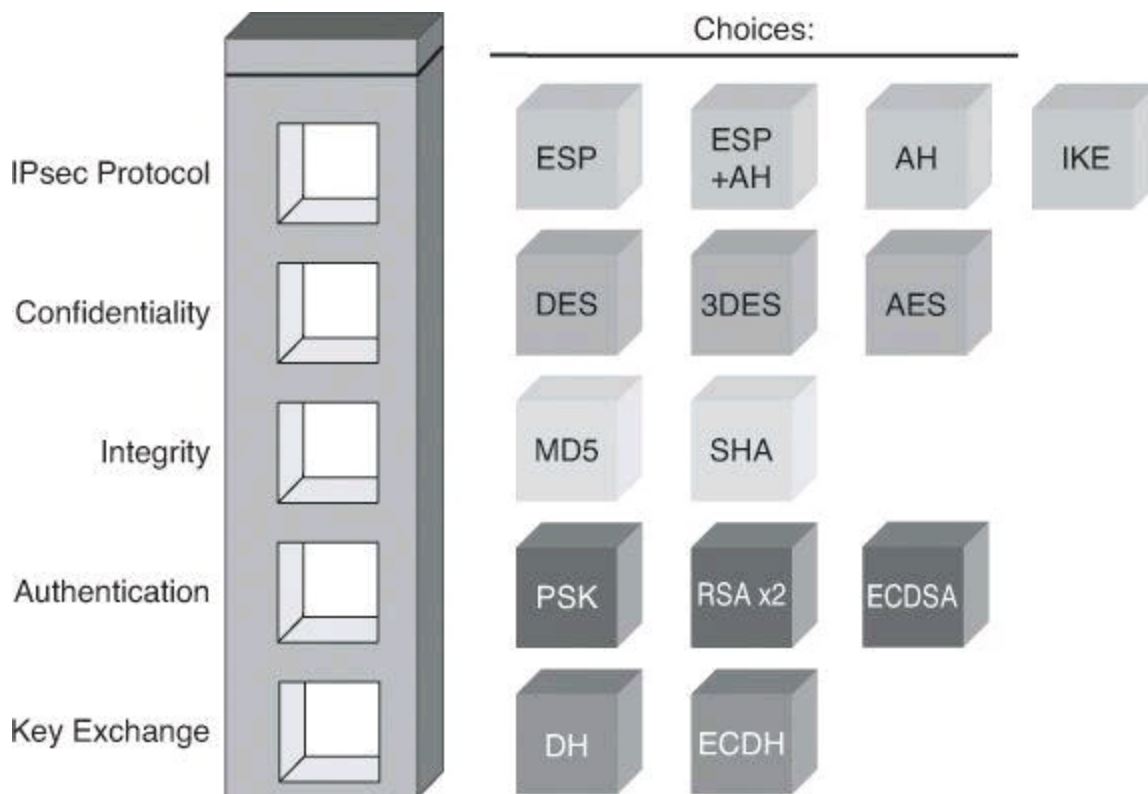 Choices:
IPsec Protocol
ESP
ESP
+AH
AH
IKE
Confidentiality
DES
3DES
AES
Integrity
MD5
SHA
Authentication
PSK
RSA x2
ECDSA
Key Exchange
DH
ECDH